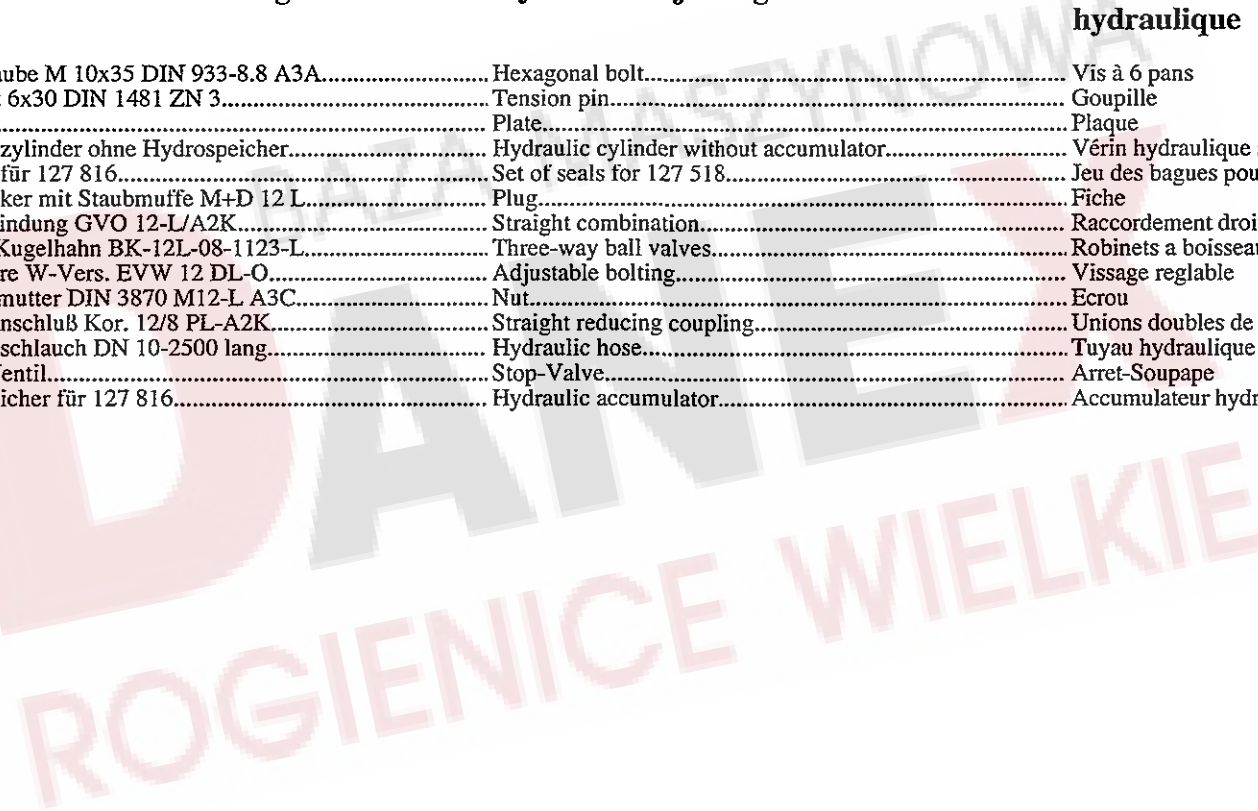 hydraulique
aube M 10x35 DIN 933-8.8 A3A........................ Hexagonal bolt........................ Vis à 6 pans
6x30 DIN 1481 ZN 3........................ Tension pin........................ Goupille
........................ Plate........................ Plaque
zylinder ohne Hydrospeicher........................ Hydraulic cylinder without accumulator........................ Vérin hydraulique
für 127 816........................ Set of seals for 127 518........................ Jeu des bagues pou
ker mit Staubmuffe M+D 12 L........................ Plug........................ Fiche
indung GVO 12-L/A2K........................ Straight combination........................ Raccordement droi
Kugelhahn BK-12L-08-1123-L........................ Three-way ball valves........................ Robinets a boisseau
re W-Vers. EVW 12 DL-O........................ Adjustable bolting........................ Vissage reglable
mutter DIN 3870 M12-L A3C........................ Nut........................ Ecrou
nschluß Kor. 12/8 PL-A2K........................ Straight reducing coupling........................ Unions doubles de
schlauch DN 10-2500 lang........................ Hydraulic hose........................ Tuyau hydraulique
entil........................ Stop-Valve........................ Arret-Soupape
icher für 127 816........................ Hydraulic accumulator........................ Accumulateur hydr
BAZA MASZYNOWA
DANEX
ROGIENICE WIELKIE